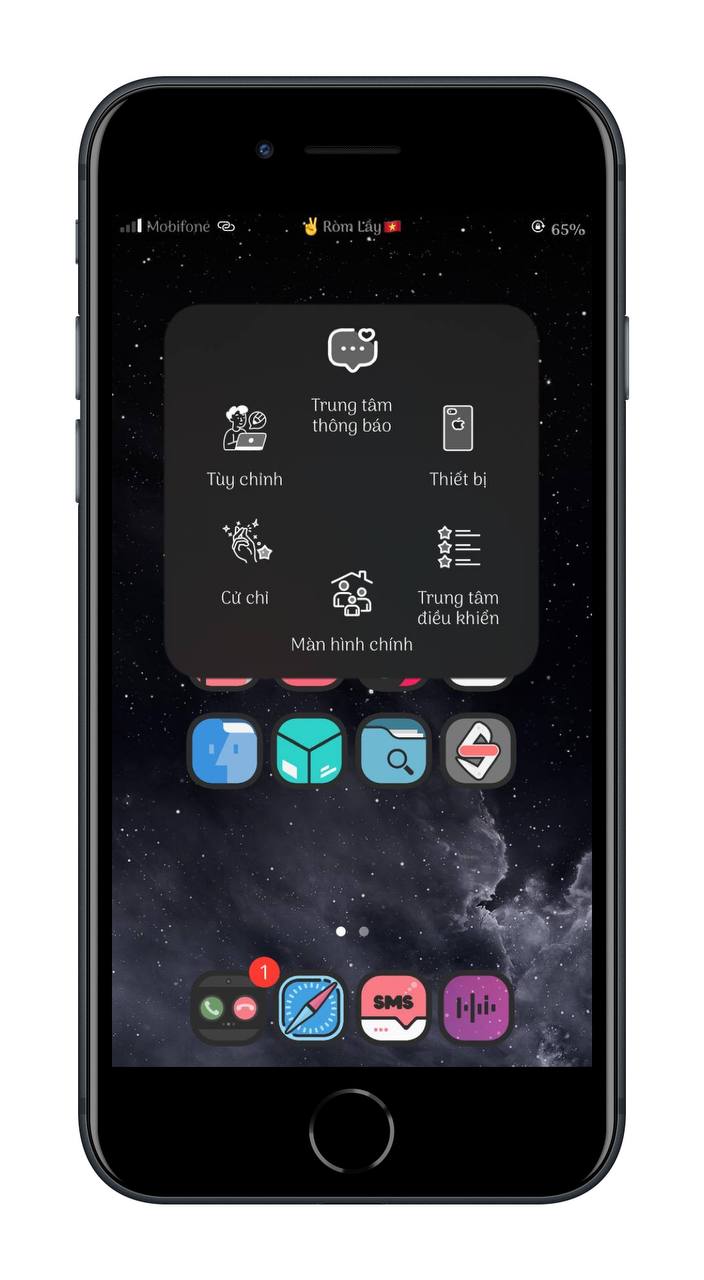 Mobifone
✌️Ròm Lầy🇻🇳
65%
Trung tâm
thông báo
Tùy chỉnh
Thiết bị
Cử chỉ
Trung tâm
điều khiển
Màn hình chính
1
SMS